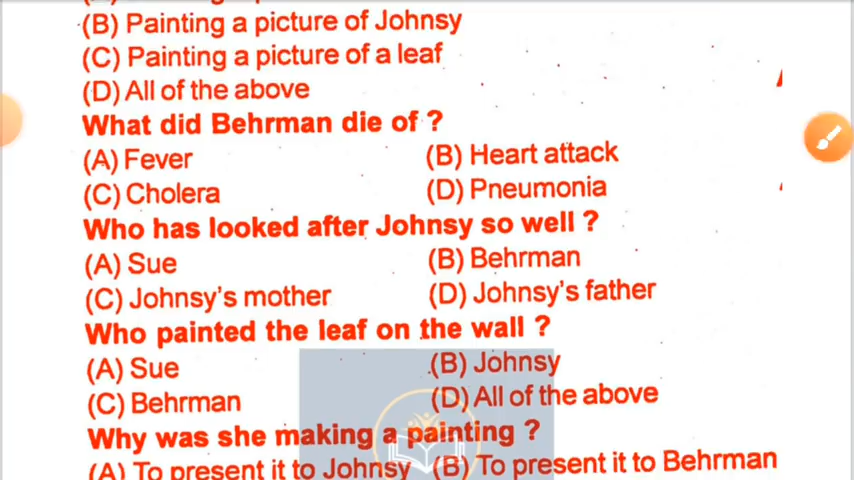 (B) Painting a picture of Johnsy
(C) Painting a picture of a leaf
(D) All of the above
What did Behrman die of ?
(A) Fever (B) Heart attack
(C) Cholera (D) Pneumonia
Who has looked after Johnsy so well ?
(A) Sue (B) Behrman
(C) Johnsy's mother (D) Johnsy's father
Who painted the leaf on the wall ?
(A) Sue (B) Johnsy
(C) Behrman (D) All of the above
Why was she making a painting ?
(A) To present it to Johnsy (B) To present it to Behrman